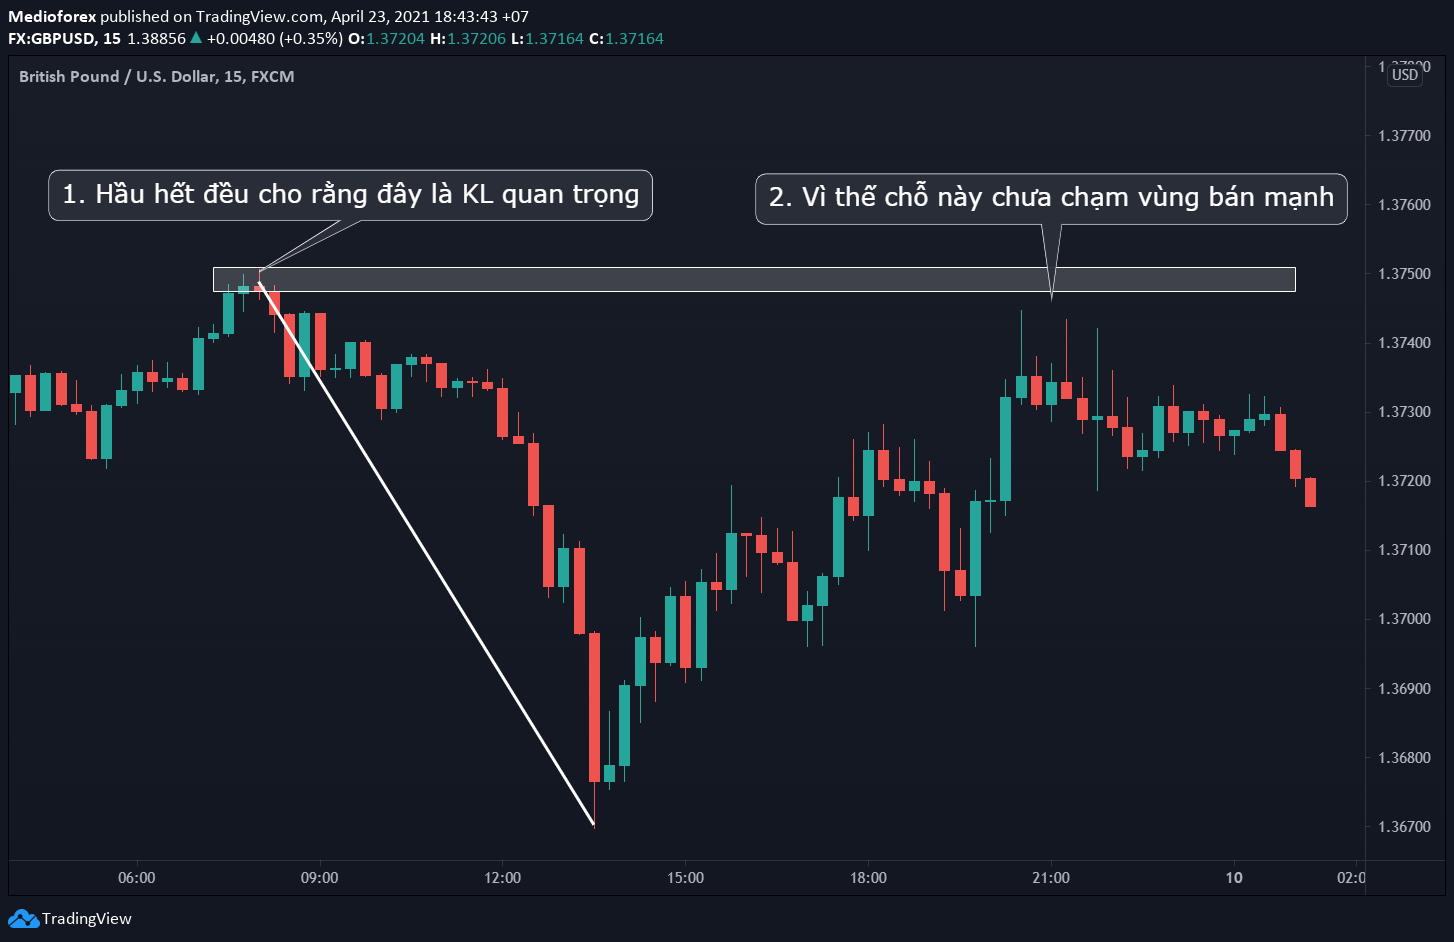 Medioforex published on TradingView.com, April 23, 2021 18:43:43 +07
FX:GBPUSD, 15 1.38856 ▲ +0.00480 (+0.35%) O:1.37204 H:1.37206 L:1.37164 C:1.37164
British Pound / U.S. Dollar, 15, FXCM
USD
1.37700
1. Hầu hết đều cho rằng đây là KL quan trọng
2. Vì thế chỗ này chưa chạm vùng bán mạnh
1.37600
1.37500
1.37400
1.37300
1.37200
1.37100
1.37000
1.36900
1.36800
1.36700
06:00 09:00 12:00 15:00 18:00 21:00 10
TradingView